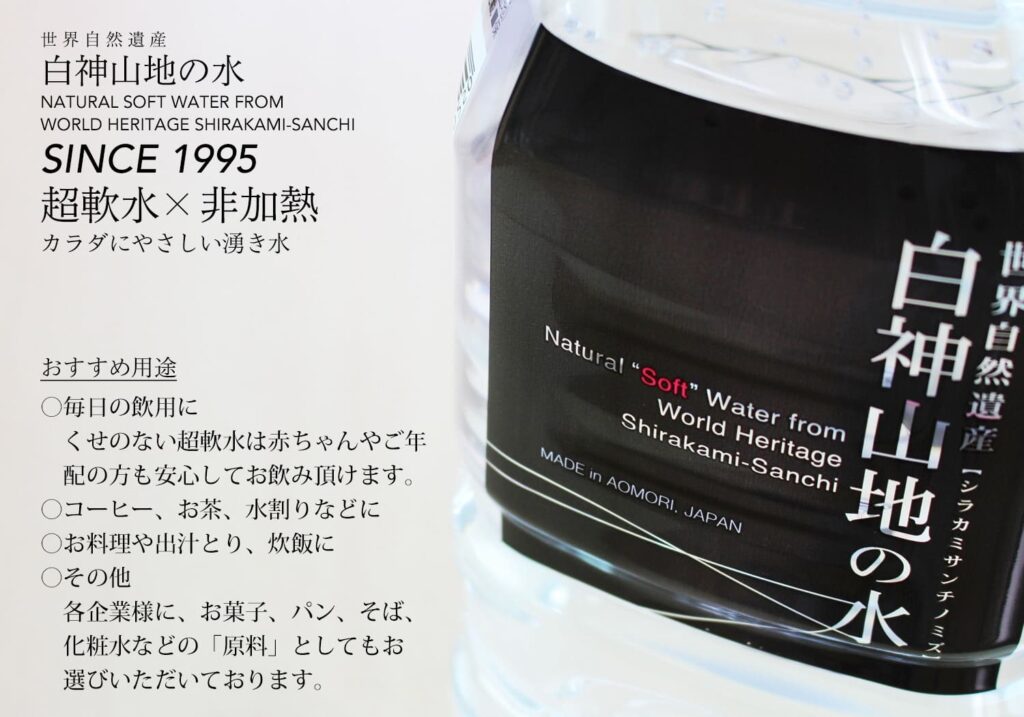 世界自然遺産
白神山地の水
NATURAL SOFT WATER FROM
WORLD HERITAGE SHIRAKAMI-SANCHI
SINCE 1995
超軟水×非加熱
カラダにやさしい湧き水
おすすめ用途
○毎日の飲用に
くせのない超軟水は赤ちゃんやご年
配の方も安心してお飲み頂けます。
○コーヒー、お茶、水割りなどに
○お料理や出汁とり、炊飯に
○その他
各企業様に、お菓子、パン、そば、
化粧水などの「原料」としてもお
選びいただいております。
世界自然遺産【シラカミサンチノミズ】
白神山地の水
Natural “Soft” Water from
World Heritage
Shirakami-Sanchi
MADE in AOMORI, JAPAN